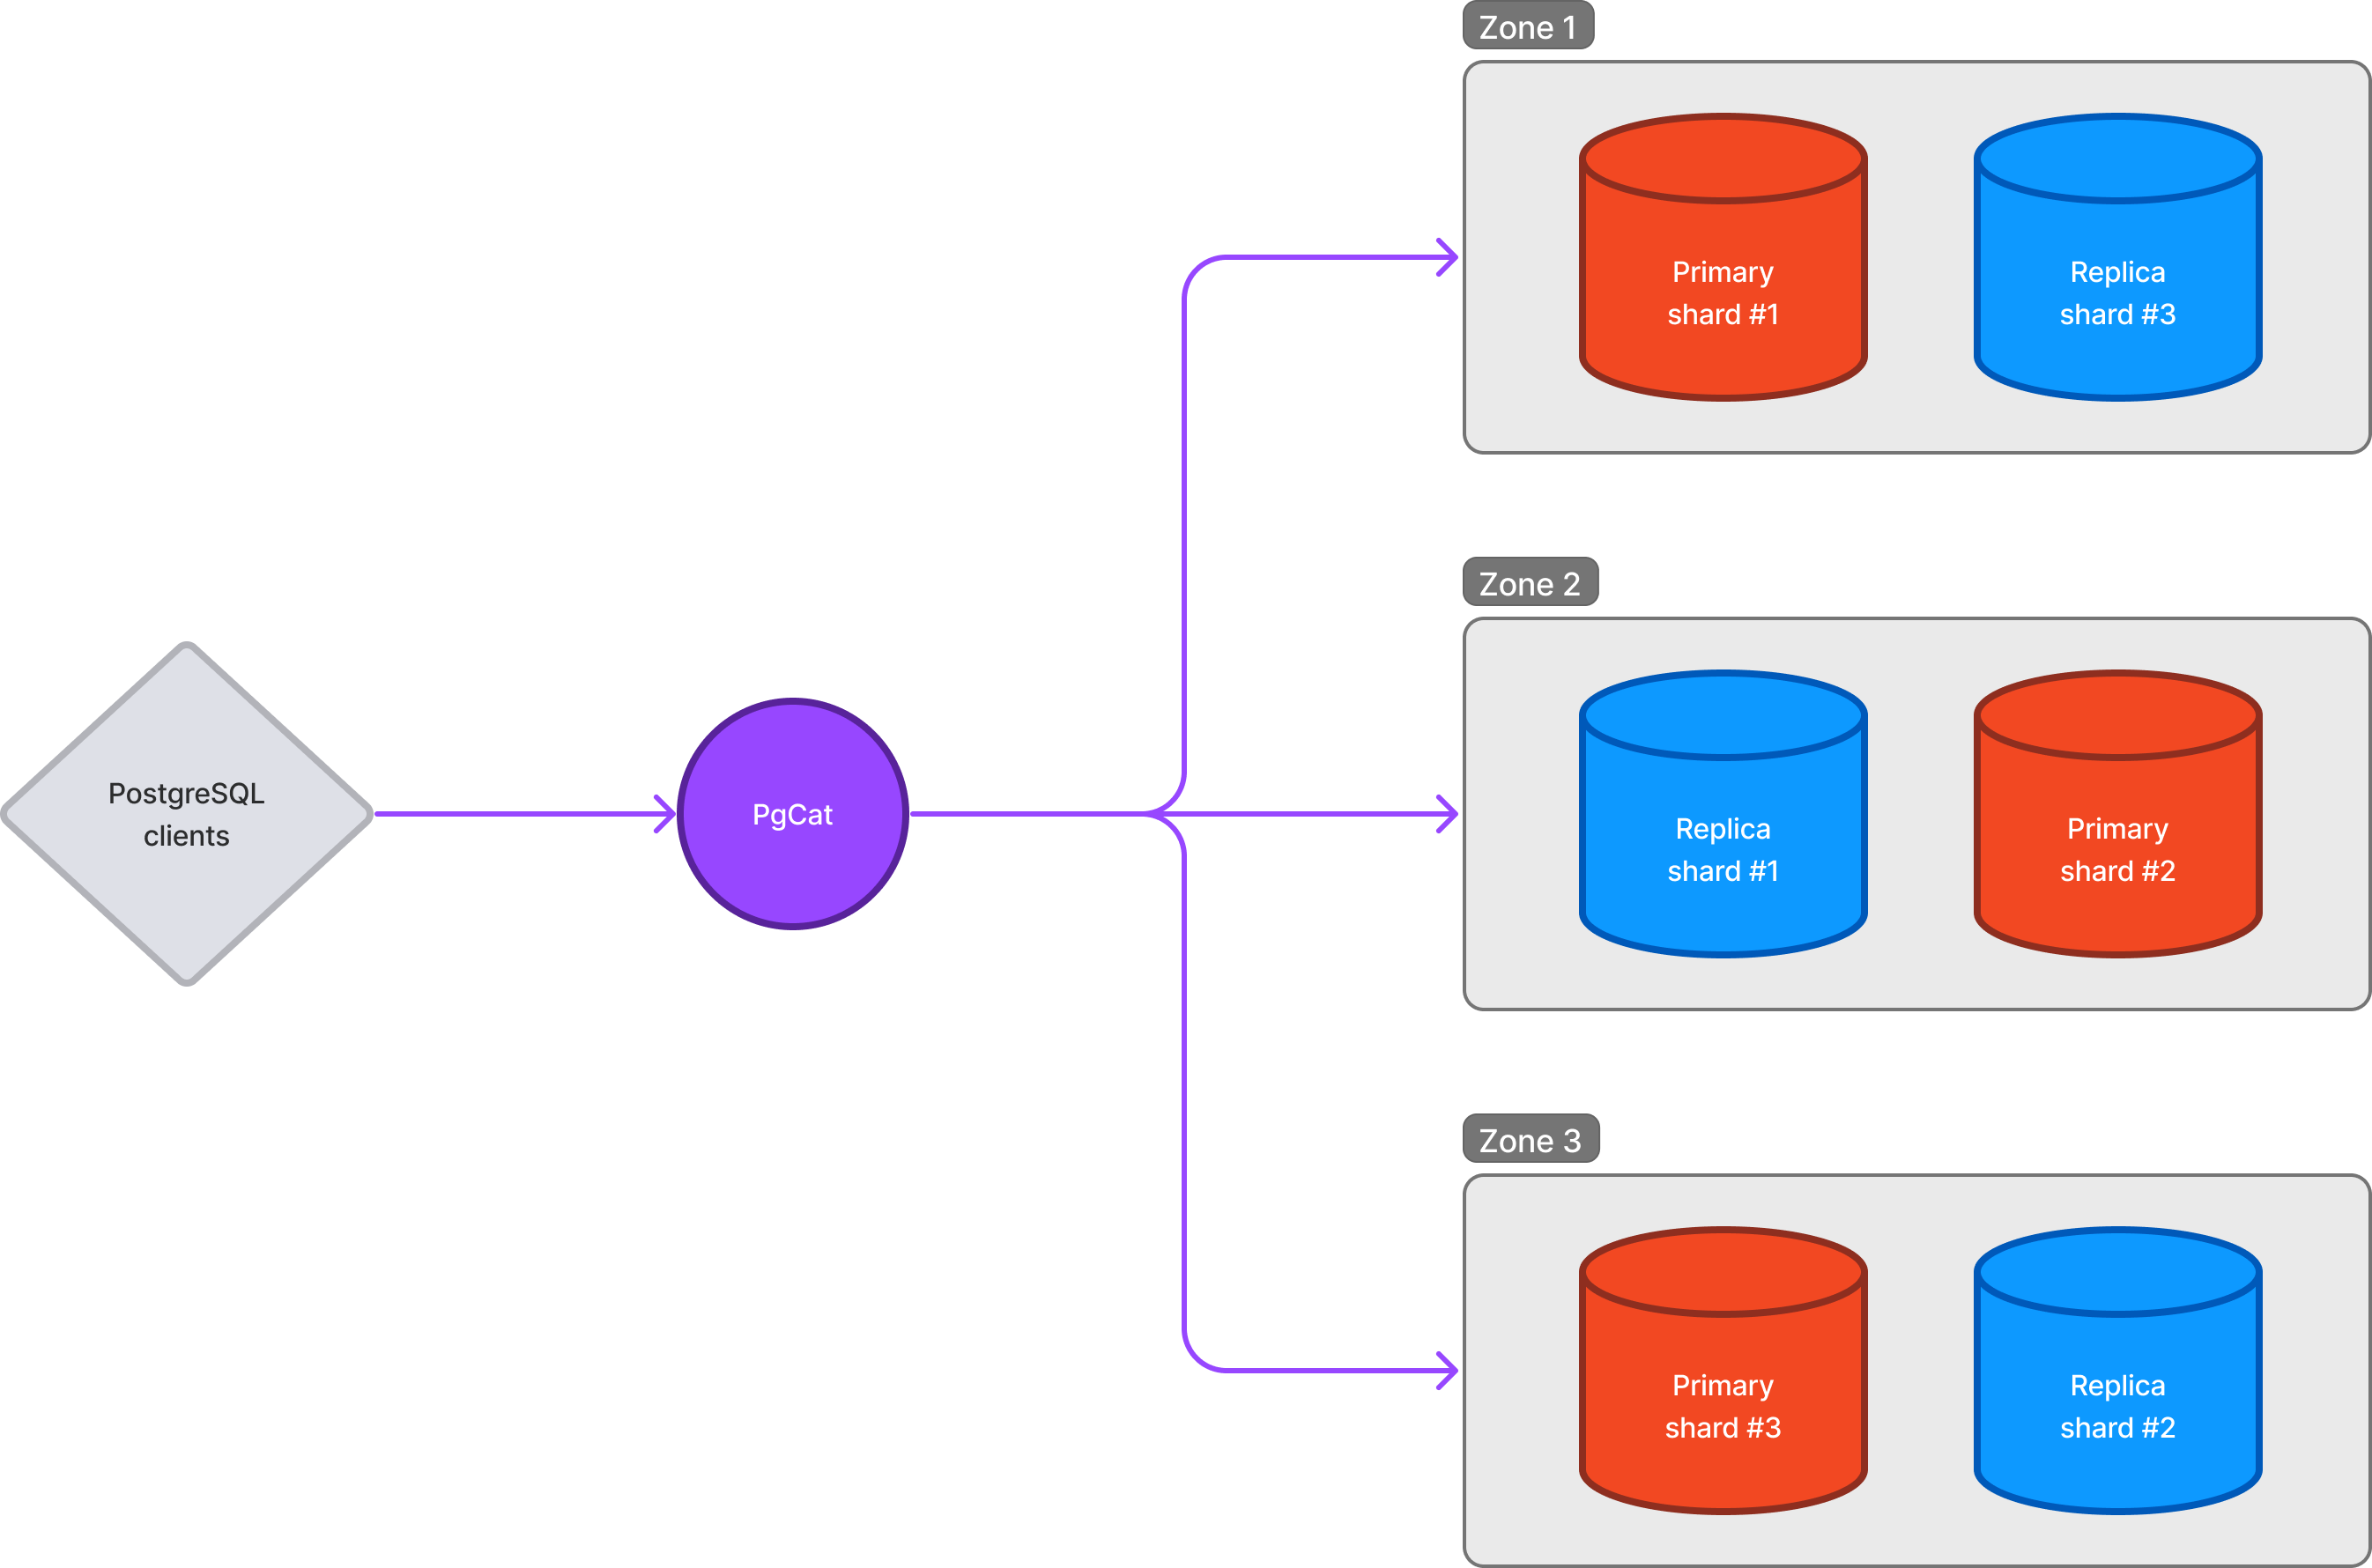 Zone 1
Primary
shard #1
Replica
shard #3
Zone 2
PostgreSQL
clients
PgCat
Replica
shard #1
Primary
shard #2
Zone 3
Primary
shard #3
Replica
shard #2